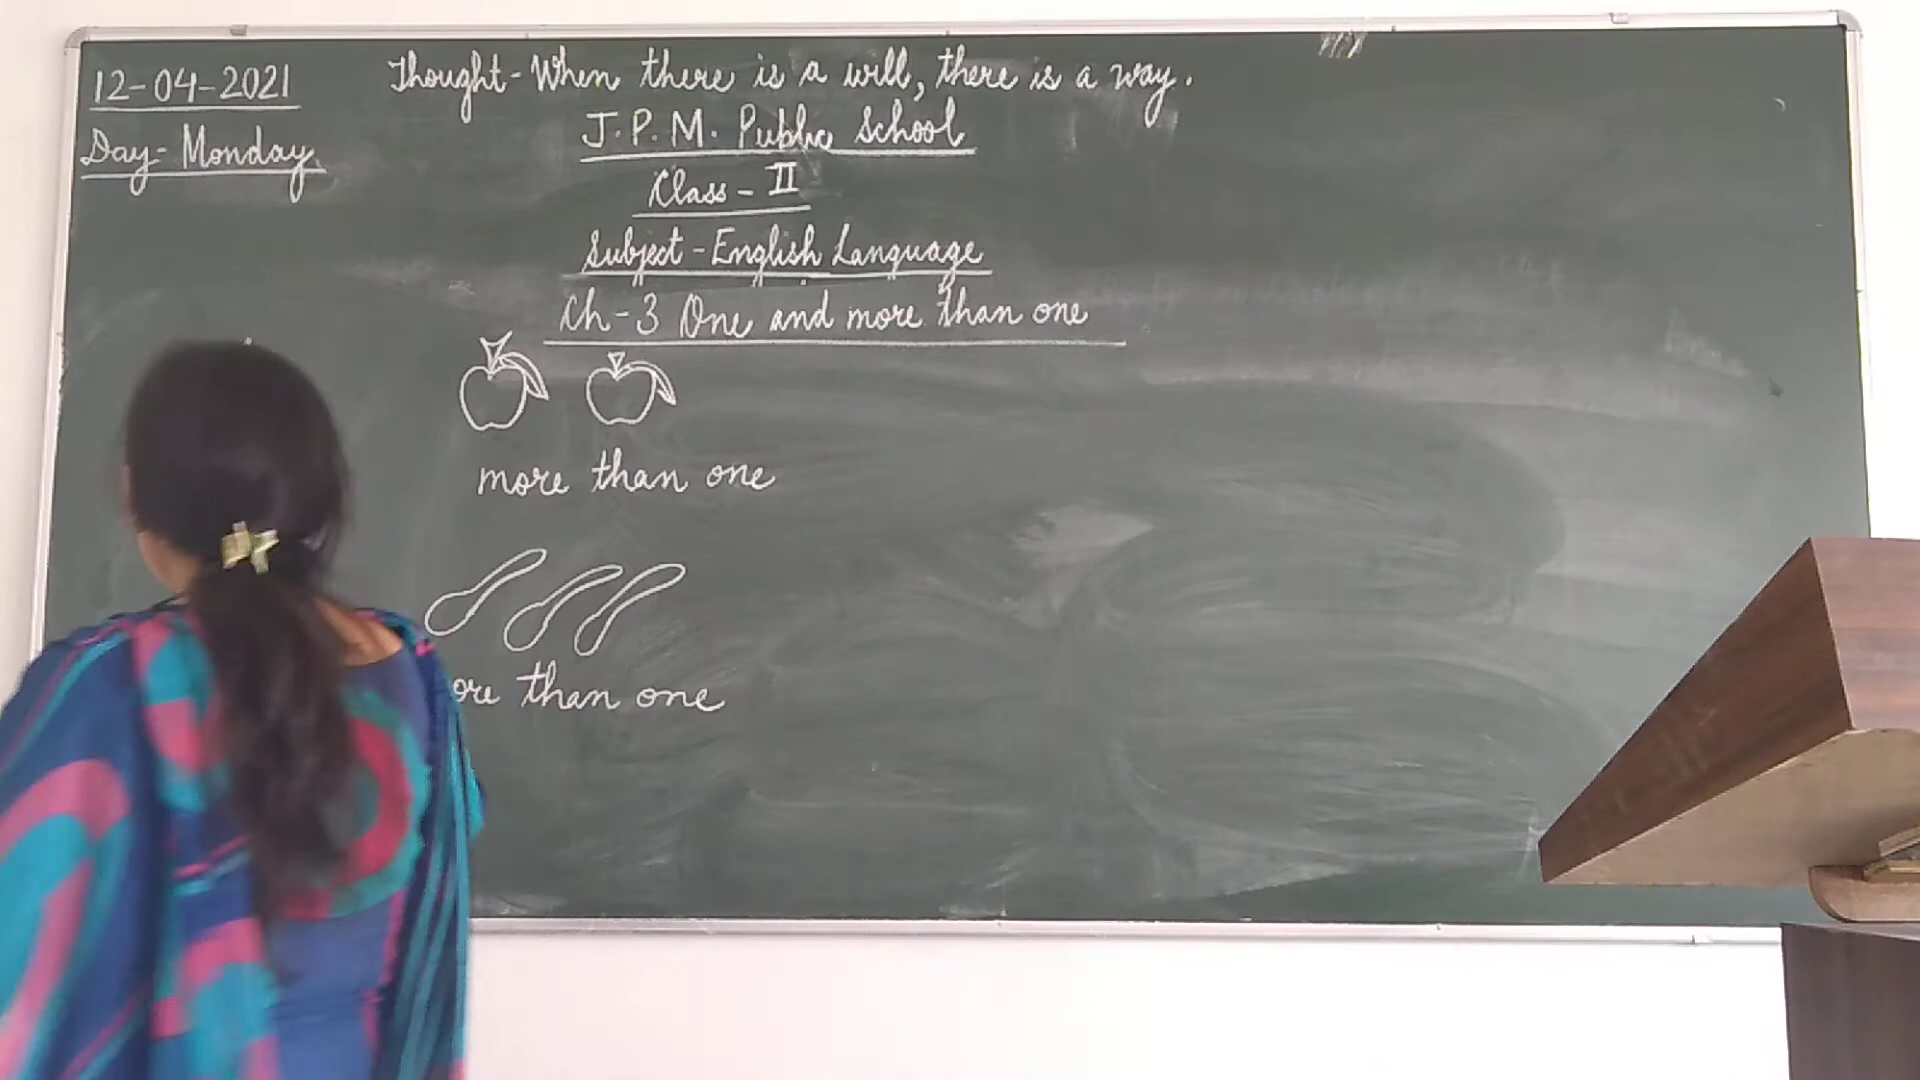 12-04-2021
Thought - When there is a will, there is a way.
Day - Monday
J.P.M. Public School
Class - II
Subject - English Language
Ch-3 One and more than one
more than one
than one